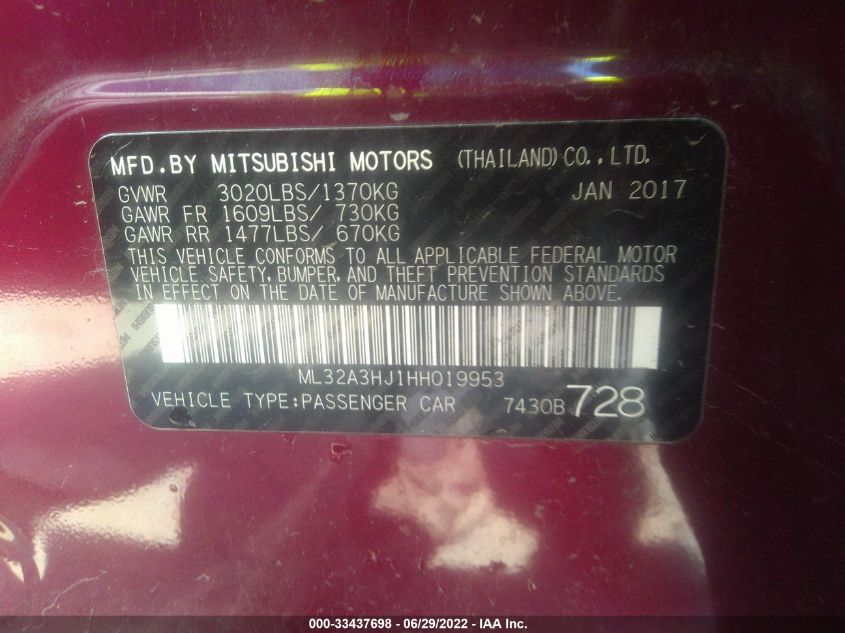 MFD.BY MITSUBISHI MOTORS (THAILAND)CO.,LTD.
GVWR 3020LBS/1370KG JAN 2017
GAWR FR 1609LBS/ 730KG
GAWR RR 1477LBS/ 670KG
THIS VEHICLE CONFORMS TO ALL APPLICABLE FEDERAL MOTOR
VEHICLE SAFETY, BUMPER, AND THEFT PREVENTION STANDARDS
IN EFFECT ON THE DATE OF MANUFACTURE SHOWN ABOVE.
ML32A3HJ1HH019953
VEHICLE TYPE:PASSENGER CAR 7430B 728
000-33437698 - 06/29/2022 - IAA Inc.